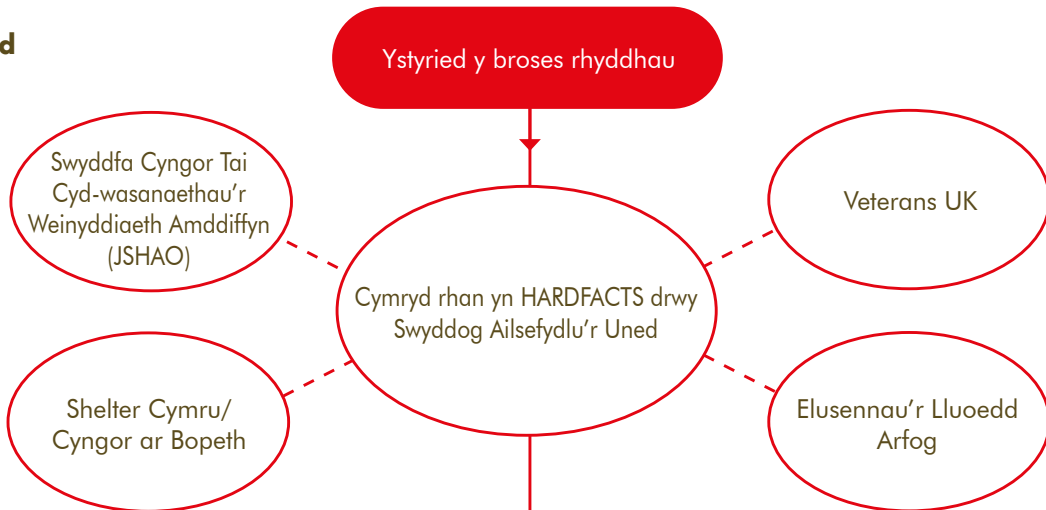 d
Ystyried y broses rhyddhau
Swyddfa Cyngor Tai
Cyd-wasanaethau’r
Weinyddiaeth Amddiffyn
(JSHAO)
Veterans UK
Cymryd rhan yn HARDFACTS drwy
Swyddog Ailsefydlu’r Uned
Shelter Cymru/
Cyngor ar Bopeth
Elusennau’r Lluoedd
Arfog